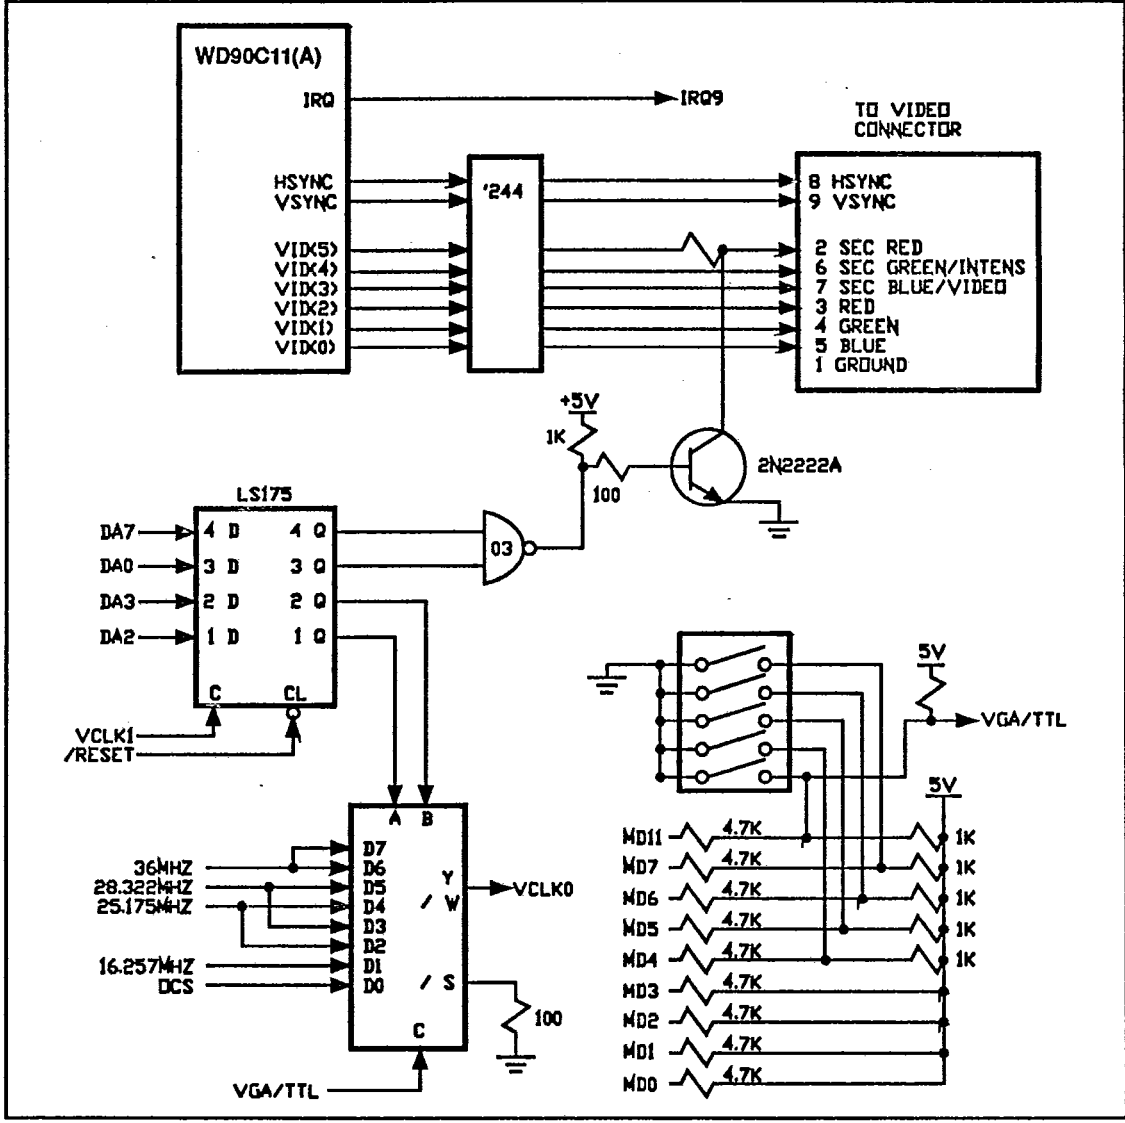 WD90C11(A)
IRQ
IRQ9
TO VIDEO
CONNECTOR
HSYNC
VSYNC
VID(5)
VID(4)
VID(3)
VID(2)
VID(1)
VID(0)
'244
8 HSYNC
9 VSYNC
2 SEC RED
6 SEC GREEN/INTENS
7 SEC BLUE/VIDEO
3 RED
4 GREEN
5 BLUE
1 GROUND
+5V
1K
100
2N2222A
LS175
DA7
4 D
4 Q
DA0
3 D
3 Q
DA3
2 D
2 Q
DA2
1 D
1 Q
C
CL
VCLK1
/RESET
03
5V
VGA/TTL
5V
A B
D7
36MHZ
D6
28.322MHZ
D5
25.175MHZ
D4
D3
D2
16.257MHZ
D1
DCS
D0
Y
/ W
VCLK0
/ S
100
C
VGA/TTL
MD11 4.7K 1K
MD7 4.7K 1K
MD6 4.7K 1K
MD5 4.7K 1K
MD4 4.7K 1K
MD3 4.7K
MD2 4.7K
MD1 4.7K
MD0 4.7K